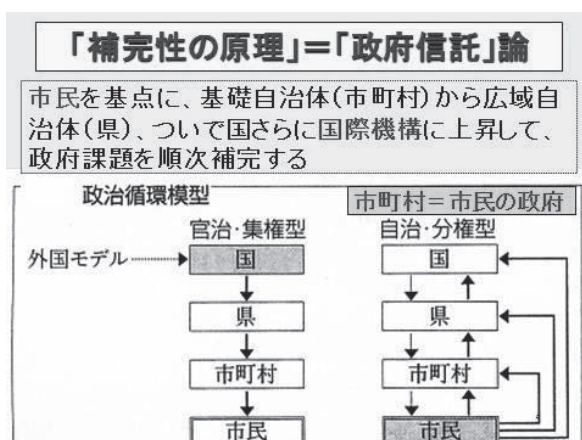 「補完性の原理」＝「政府信託」論
市民を基点に、基礎自治体(市町村)から広域自
治体(県)、ついで国さらに国際機構に上昇して、
政府課題を順次補完する
政治循環模型
市町村＝市民の政府
官治・集権型
自治・分権型
外国モデル
国
国
県
県
市町村
市町村
市民
市民